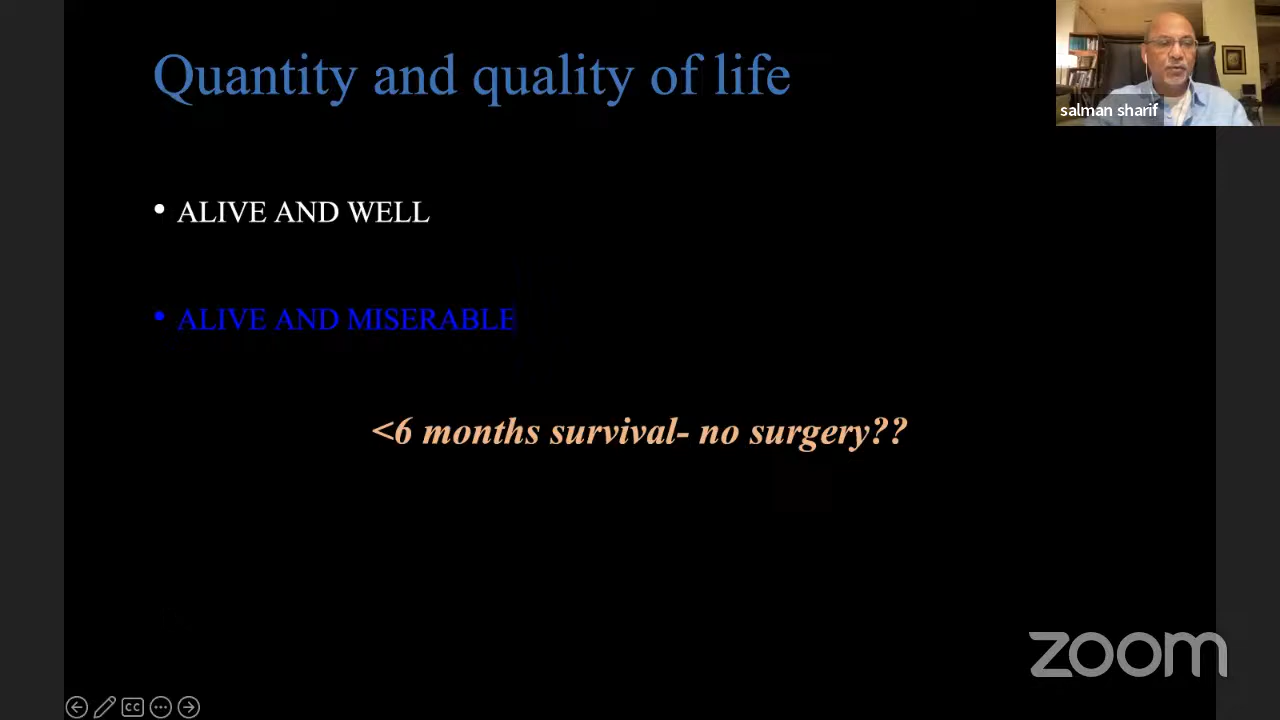 Quantity and quality of life
salman sharif
• ALIVE AND WELL
• ALIVE AND MISERABLE
<6 months survival- no surgery??
zoom
CC